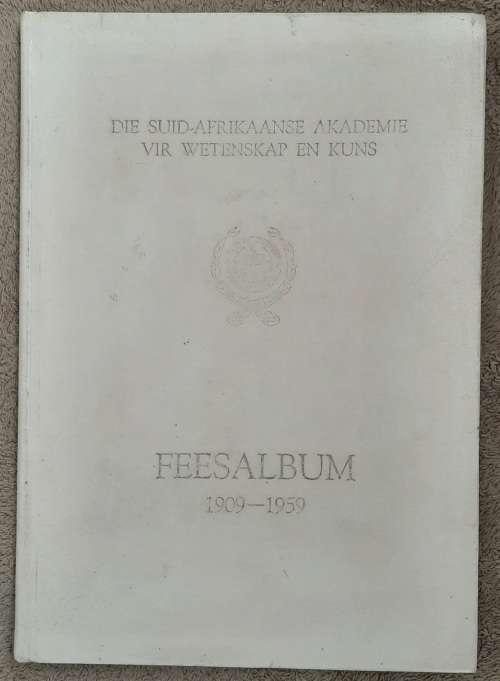 DIE SUID-AFRIKAANSE AKADEMIE
VIR WETENSKAP EN KUNS
FEESALBUM
1909—1959